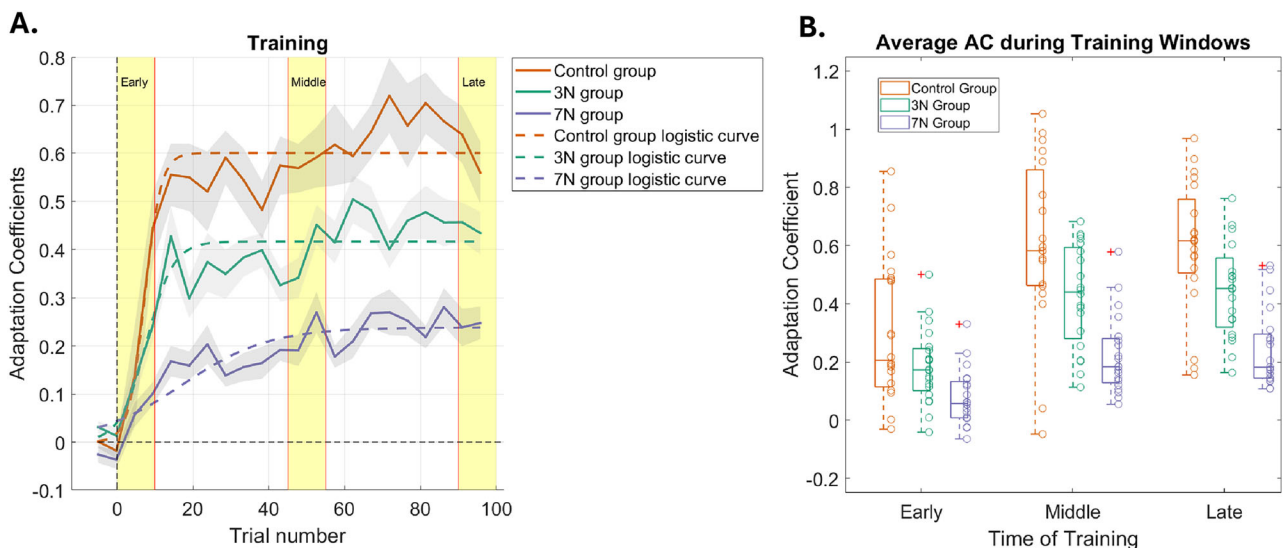 A.
Training
0.8
0.7
0.6
0.5
0.4
0.3
0.2
0.1
0
-0.1
Adaptation Coefficients
Early
Middle
Late
0
20
40
60
80
100
Trial number
Control group
3N group
7N group
Control group logistic curve
3N group logistic curve
7N group logistic curve
B.
Average AC during Training Windows
1.2
1
0.8
0.6
0.4
0.2
0
-0.2
Adaptation Coefficient
Control Group
3N Group
7N Group
Early
Middle
Late
Time of Training